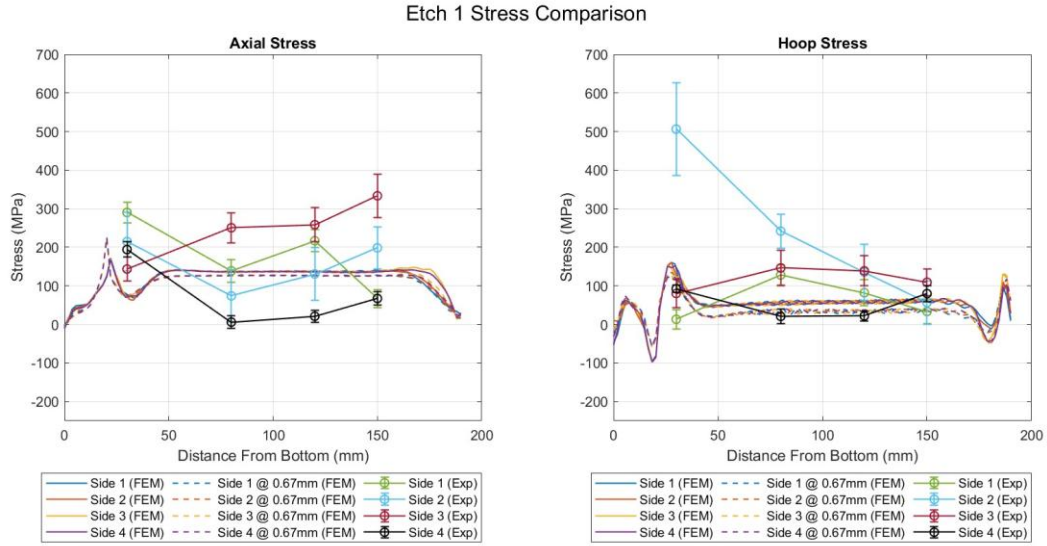 Etch 1 Stress Comparison
Axial Stress
700
600
500
400
300
200
100
0
-100
-200
Stress (MPa)
0 50 100 150 200
Distance From Bottom (mm)
Side 1 (FEM) Side 1 @ 0.67mm (FEM) Side 1 (Exp)
Side 2 (FEM) Side 2 @ 0.67mm (FEM) Side 2 (Exp)
Side 3 (FEM) Side 3 @ 0.67mm (FEM) Side 3 (Exp)
Side 4 (FEM) Side 4 @ 0.67mm (FEM) Side 4 (Exp)
Hoop Stress
700
600
500
400
300
200
100
0
-100
-200
Stress (MPa)
0 50 100 150 200
Distance From Bottom (mm)
Side 1 (FEM) Side 1 @ 0.67mm (FEM) Side 1 (Exp)
Side 2 (FEM) Side 2 @ 0.67mm (FEM) Side 2 (Exp)
Side 3 (FEM) Side 3 @ 0.67mm (FEM) Side 3 (Exp)
Side 4 (FEM) Side 4 @ 0.67mm (FEM) Side 4 (Exp)